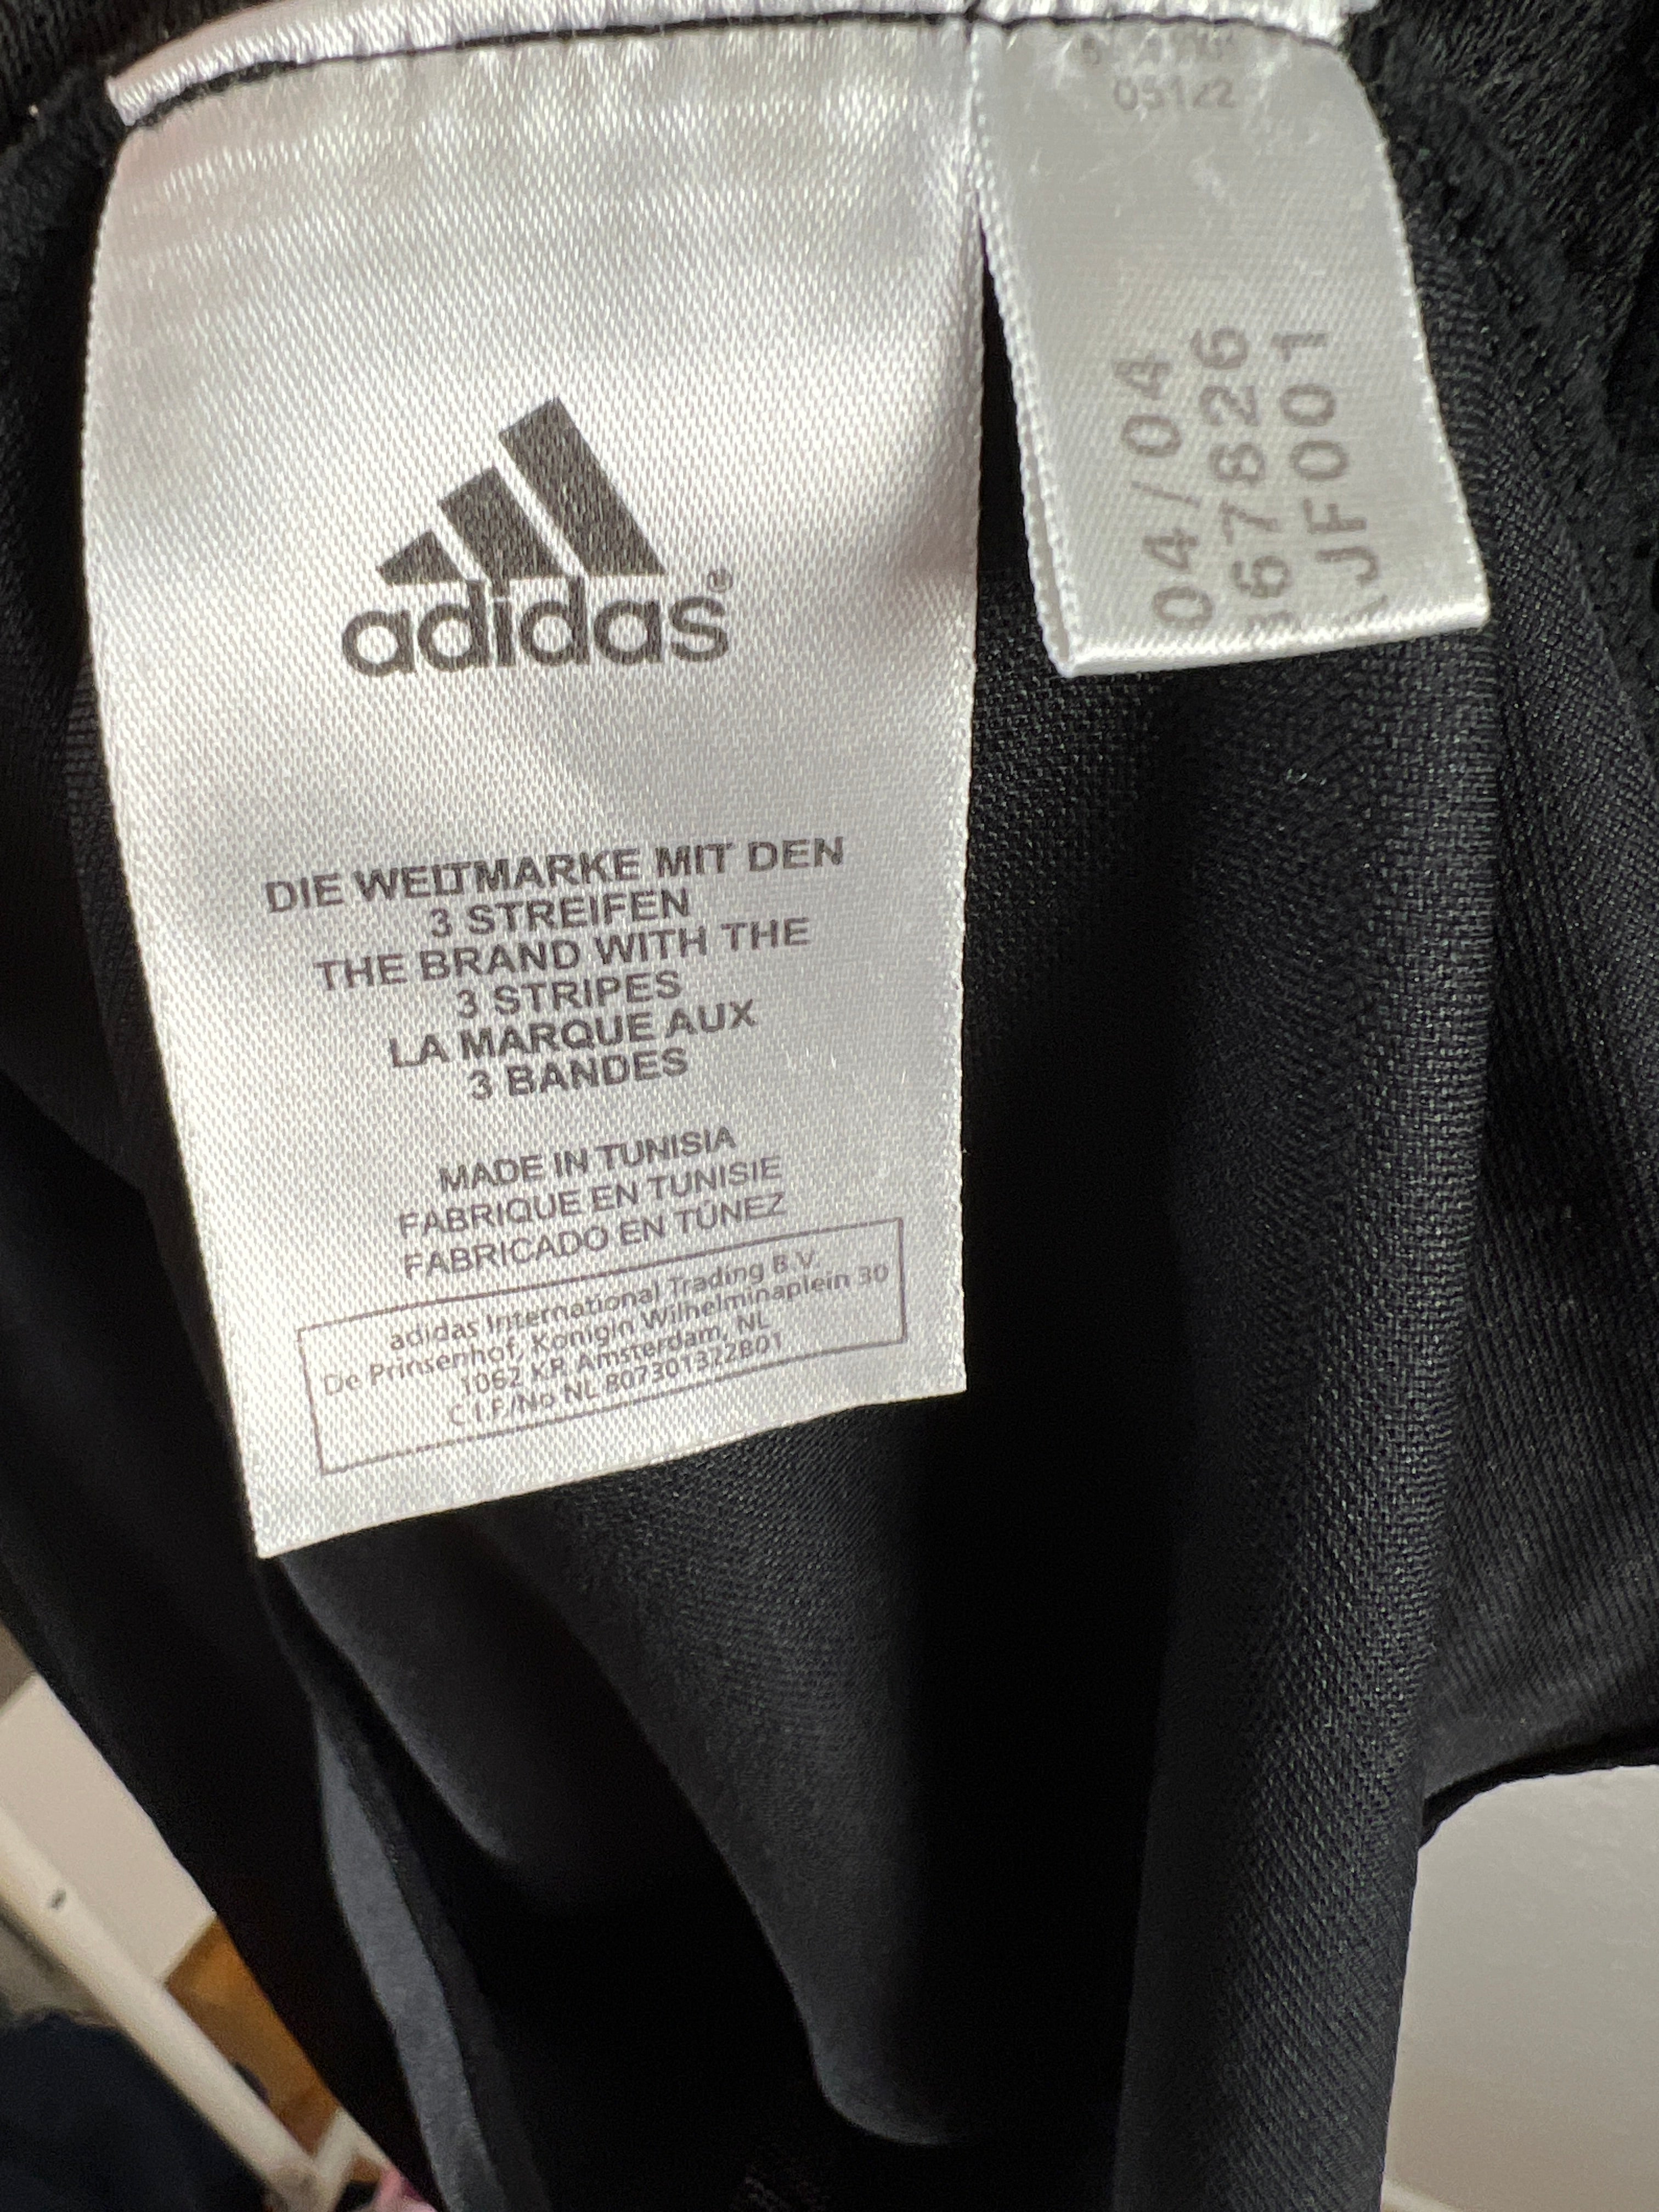 adidas®
DIE WELTMARKE MIT DEN
3 STREIFEN
THE BRAND WITH THE
3 STRIPES
LA MARQUE AUX
3 BANDES
MADE IN TUNISIA
FABRIQUE EN TUNISIE
FABRICADO EN TÚNEZ
adidas International Trading B.V.
De Prinsenhof, Konigin Wilhelminaplein 30
1062 KR Amsterdam, NL
C.I.F/No NL 807301322B01
05122
04/04
67826
JF001